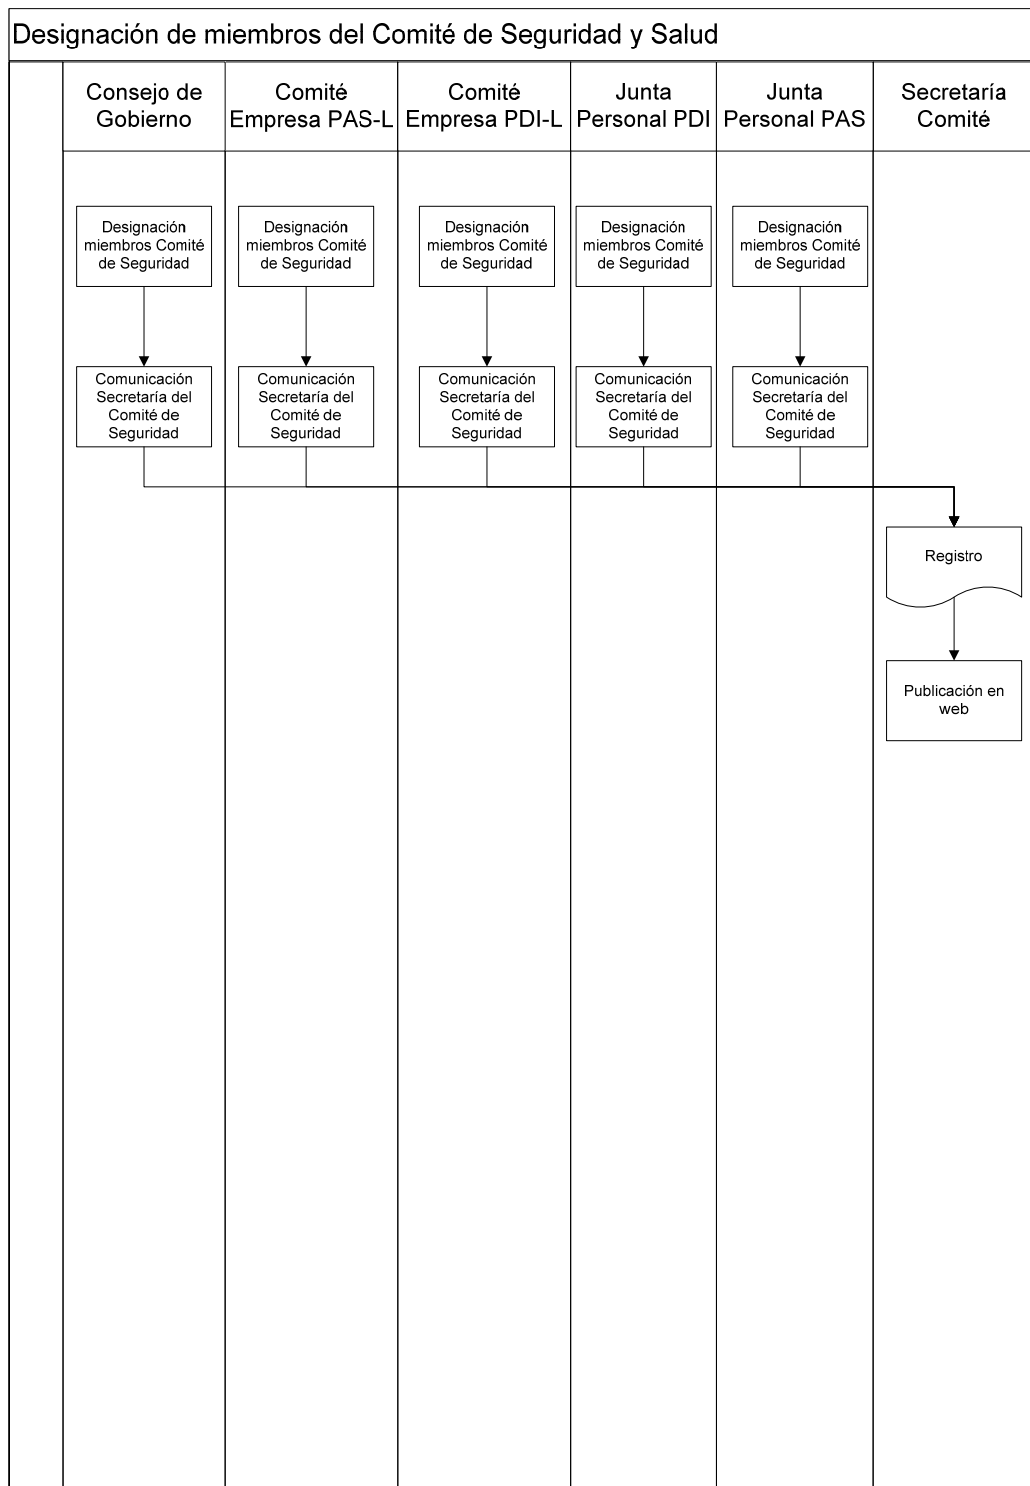 Designación de miembros del Comité de Seguridad y Salud
Consejo de
Gobierno
Comité
Empresa PAS-L
Comité
Empresa PDI-L
Junta
Personal PDI
Junta
Personal PAS
Secretaría
Comité
Designación
miembros Comité
de Seguridad
Designación
miembros Comité
de Seguridad
Designación
miembros Comité
de Seguridad
Designación
miembros Comité
de Seguridad
Designación
miembros Comité
de Seguridad
Comunicación
Secretaría del
Comité de
Seguridad
Comunicación
Secretaría del
Comité de
Seguridad
Comunicación
Secretaría del
Comité de
Seguridad
Comunicación
Secretaría del
Comité de
Seguridad
Comunicación
Secretaría del
Comité de
Seguridad
Registro
Publicación en
web